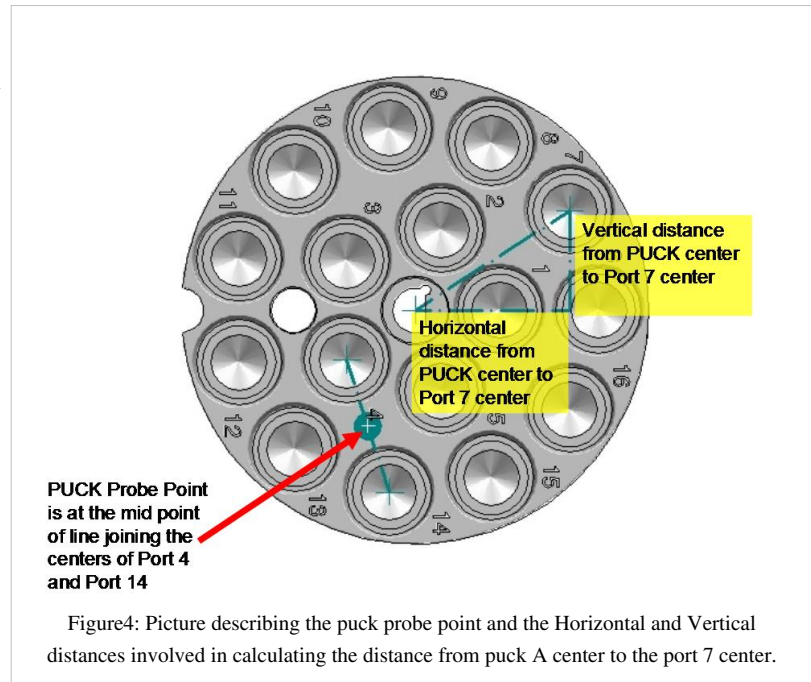 9
10
8
7
11
3
2
1
Vertical distance
from PUCK center
to Port 7 center
Horizontal
distance from
PUCK center to
Port 7 center
4
5
16
12
15
13
14
PUCK Probe Point
is at the mid point
of line joining the
centers of Port 4
and Port 14
Figure4: Picture describing the puck probe point and the Horizontal and Vertical
distances involved in calculating the distance from puck A center to the port 7 center.